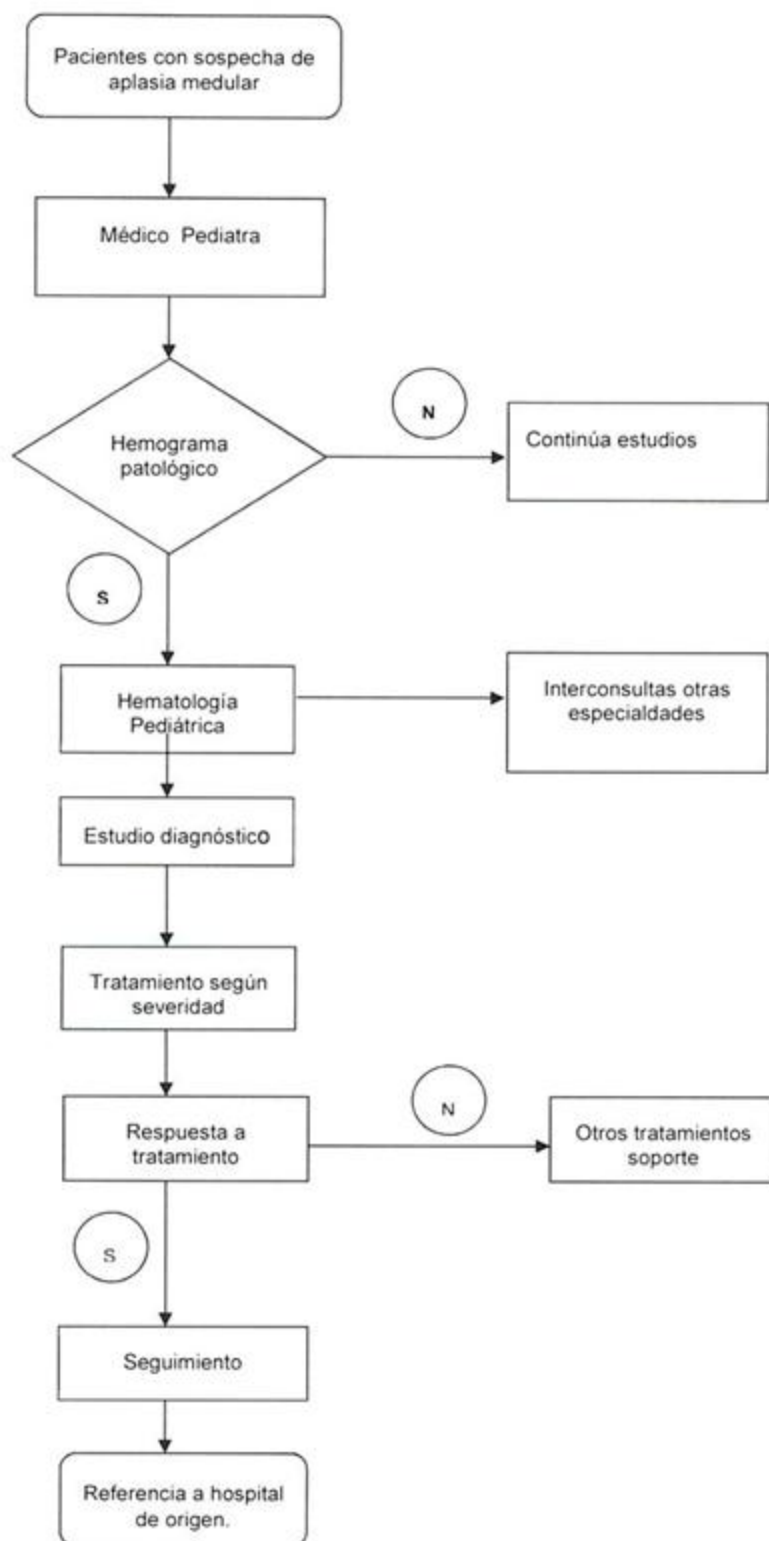 Pacientes con sospecha de
aplasia medular
Médico Pediatra
Hemograma
patológico
N
Continúa estudios
S
Hematología
Pediátrica
Interconsultas otras
especialdades
Estudio diagnóstico
Tratamiento según
severidad
Respuesta a
tratamiento
N
Otros tratamientos
soporte
S
Seguimiento
Referencia a hospital
de origen.